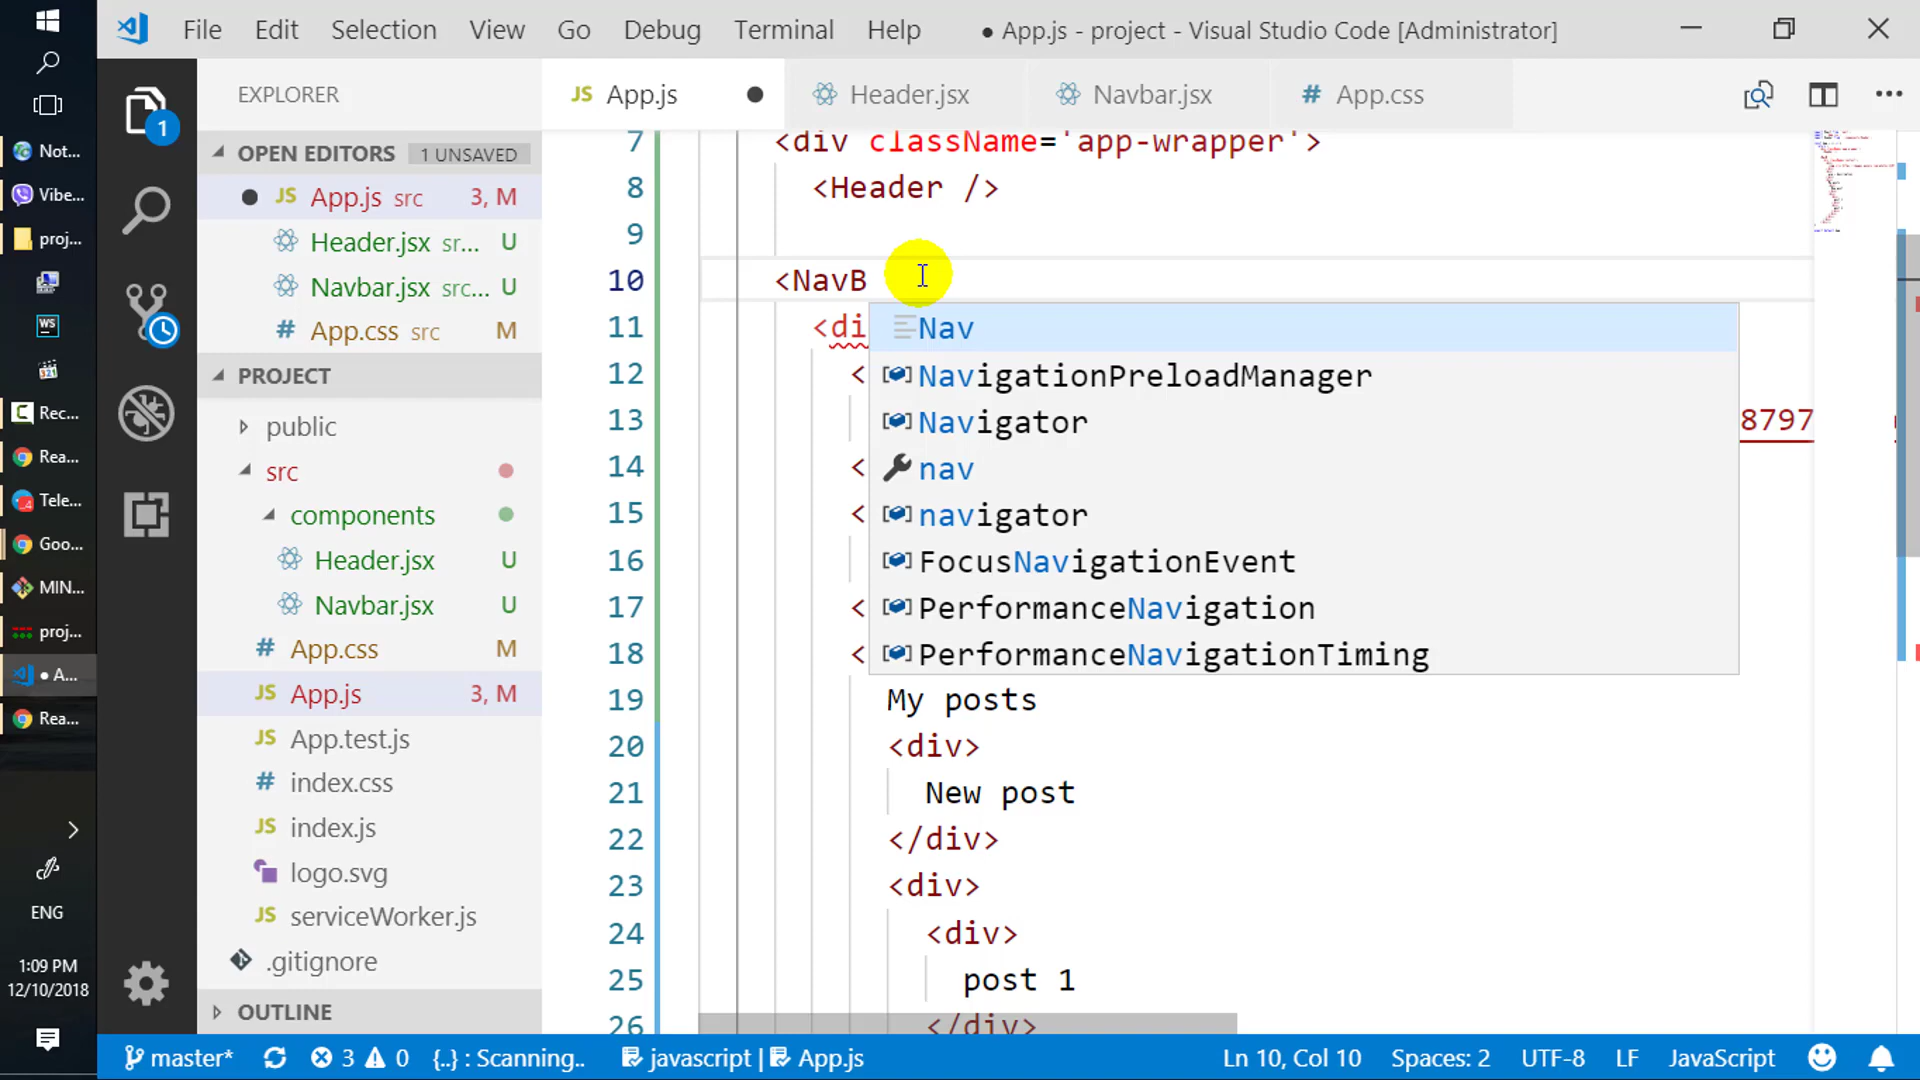 File Edit Selection View Go Debug Terminal Help ● App.js - project - Visual Studio Code [Administrator]
EXPLORER
JS App.js ●
Header.jsx
Navbar.jsx
# App.css
1
OPEN EDITORS 1 UNSAVED
● JS App.js src 3, M
Header.jsx sr... U
Navbar.jsx src... U
# App.css src M
PROJECT
public
src
components
Header.jsx U
Navbar.jsx U
# App.css M
JS App.js 3, M
JS App.test.js
# index.css
JS index.js
logo.svg
JS serviceWorker.js
.gitignore
OUTLINE
Not...
Vibe...
proj...
WS
321
Rec...
Rea...
Tele...
Goo...
MIN...
proj...
● A...
Rea...
ENG
1:09 PM
12/10/2018
7 <div className='app-wrapper'>
8 <Header />
9
10 <NavB
11 <di
12 <
13 8797
14 <
15 <
16
17 <
18 <
19 My posts
20 <div>
21 New post
22 </div>
23 <div>
24 <div>
25 post 1
26 </div>
Nav
NavigationPreloadManager
Navigator
nav
navigator
FocusNavigationEvent
PerformanceNavigation
PerformanceNavigationTiming
master* 3 0 {..} : Scanning.. javascript | App.js Ln 10, Col 10 Spaces: 2 UTF-8 LF JavaScript